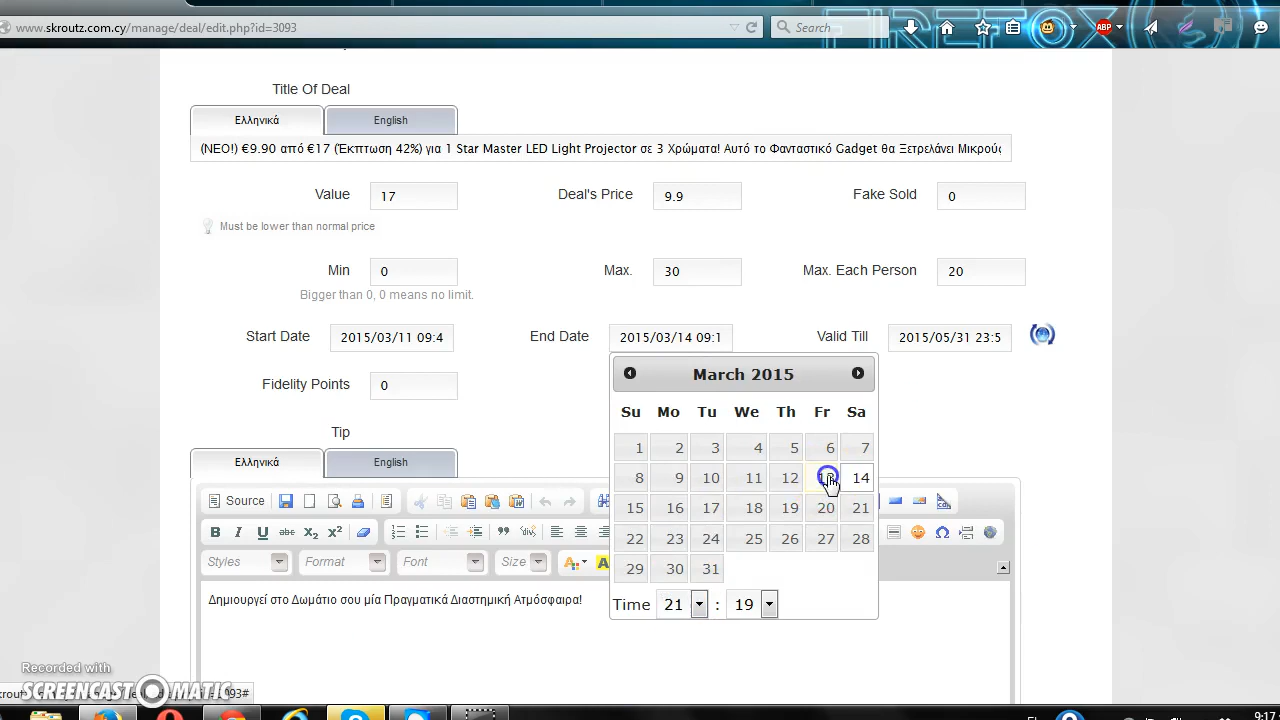 www.skroutz.com.cy/manage/deal/edit.php?id=3093
Search
ABP
FIREFOX
Title Of Deal
Ελληνικά
English
(ΝΕΟ!) €9.90 από €17 (Έκπτωση 42%) για 1 Star Master LED Light Projector σε 3 Χρώματα! Αυτό το Φανταστικό Gadget θα Ξετρελάνει Μικρούς
Value
17
Deal's Price
9.9
Fake Sold
0
Must be lower than normal price
Min
0
Max.
30
Max. Each Person
20
Bigger than 0, 0 means no limit.
Start Date
2015/03/11 09:4
End Date
2015/03/14 09:1
Valid Till
2015/05/31 23:5
Fidelity Points
0
March 2015
Su Mo Tu We Th Fr Sa
1 2 3 4 5 6 7
8 9 10 11 12 13 14
15 16 17 18 19 20 21
22 23 24 25 26 27 28
29 30 31
Time 21 : 19
Tip
Ελληνικά
English
Source
B I U abc X₂ X²
Styles Format Font Size A A
Δημιουργεί στο Δωμάτιο σου μία Πραγματικά Διαστημική Ατμόσφαιρα!
Recorded with
SCREENCAST MATIC
9:17